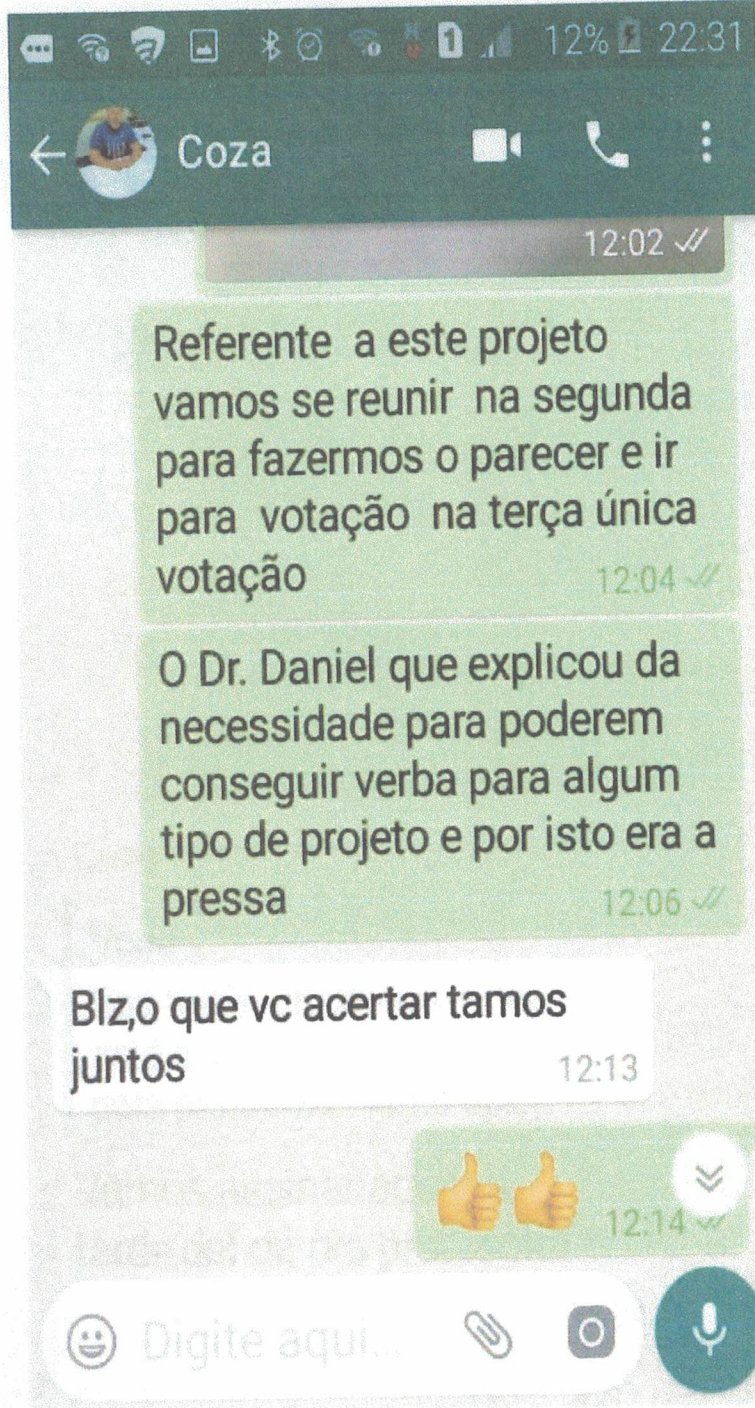 12% 22:31
Coza
12:02
Referente a este projeto
vamos se reunir na segunda
para fazermos o parecer e ir
para votação na terça única
votação 12:04
O Dr. Daniel que explicou da
necessidade para poderem
conseguir verba para algum
tipo de projeto e por isto era a
pressa 12:06
Blz,o que vc acertar tamos
juntos 12:13
12:14
Digite aqui...